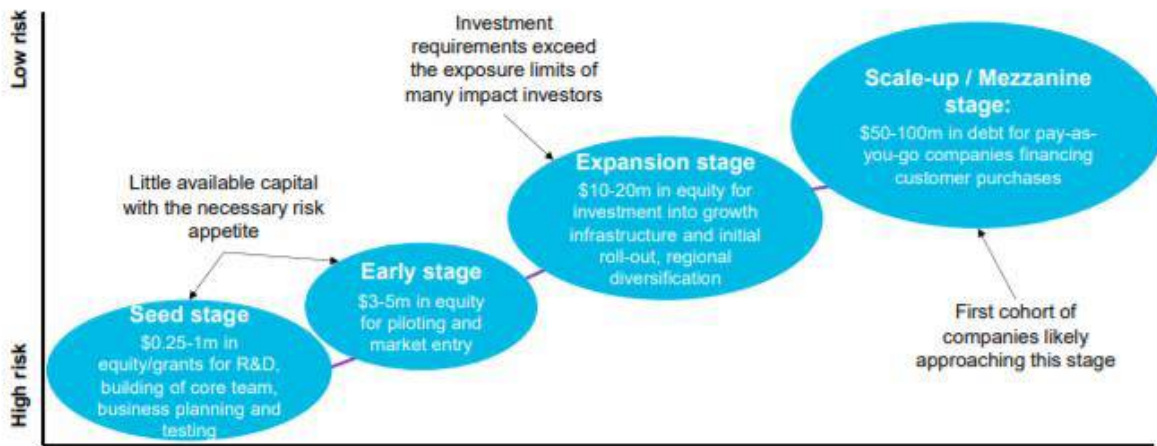 Low risk
High risk
Little available capital
with the necessary risk
appetite
Investment
requirements exceed
the exposure limits of
many impact investors
First cohort of
companies likely
approaching this stage
Seed stage
$0.25-1m in
equity/grants for R&D,
building of core team,
business planning and
testing
Early stage
$3-5m in equity
for piloting and
market entry
Expansion stage
$10-20m in equity for
investment into growth
infrastructure and initial
roll-out, regional
diversification
Scale-up / Mezzanine
stage:
$50-100m in debt for pay-as-
you-go companies financing
customer purchases